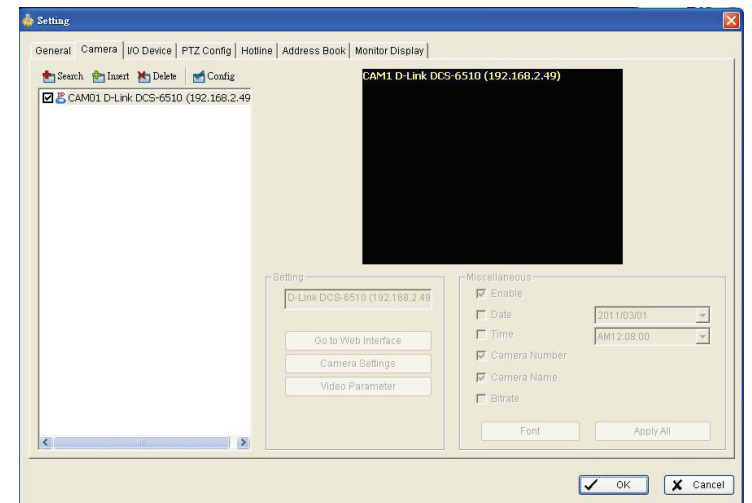 Setting
General Camera I/O Device PTZ Config Hotline Address Book Monitor Display
Search Insert Delete Config
CAM01 D-Link DCS-6510 (192.168.2.49
CAM1 D-Link DCS-6510 (192.168.2.49)
Setting
D-Link DCS-6510 (192.168.2.49
Go to Web Interface
Camera Settings
Video Parameter
Miscellaneous
Enable
Date 2011/03/01
Time AM12:08:00
Camera Number
Camera Name
Bitrate
Font Apply All
OK Cancel